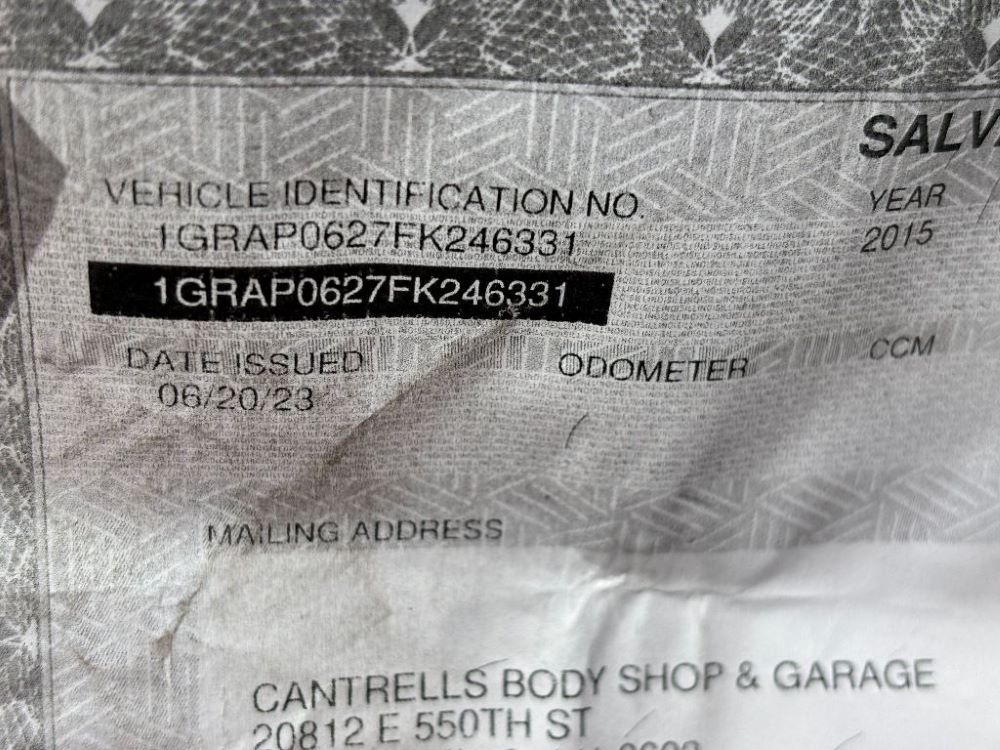 SALV
VEHICLE IDENTIFICATION NO.
YEAR
1GRAP0627FK246331
2015
1GRAP0627FK246331
DATE ISSUED
ODOMETER
CCM
06/20/23
MAILING ADDRESS
CANTRELLS BODY SHOP & GARAGE
20812 E 550TH ST